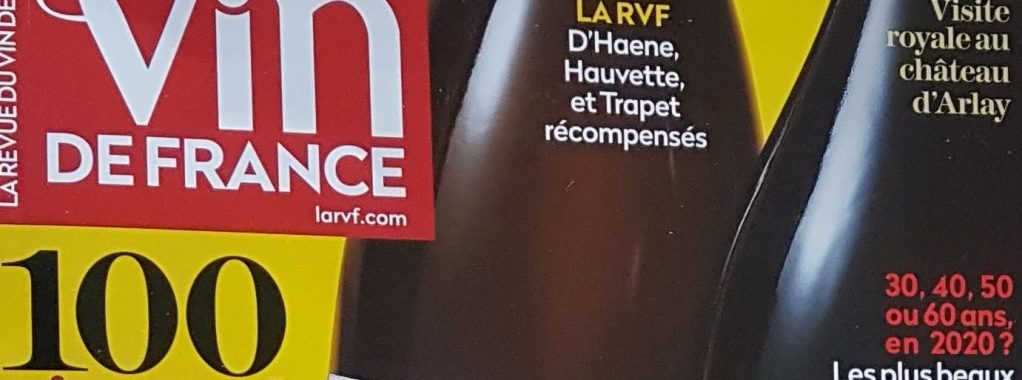 LA REVUE DU VIN DE
Vin
DE FRANCE
larvf.com
100
LA RVF
D'Haene,
Hauvette,
et Trapet
récompensés
Visite
royale au
château
d'Arlay
30, 40, 50
ou 60 ans,
en 2020 ?
Les plus beaux